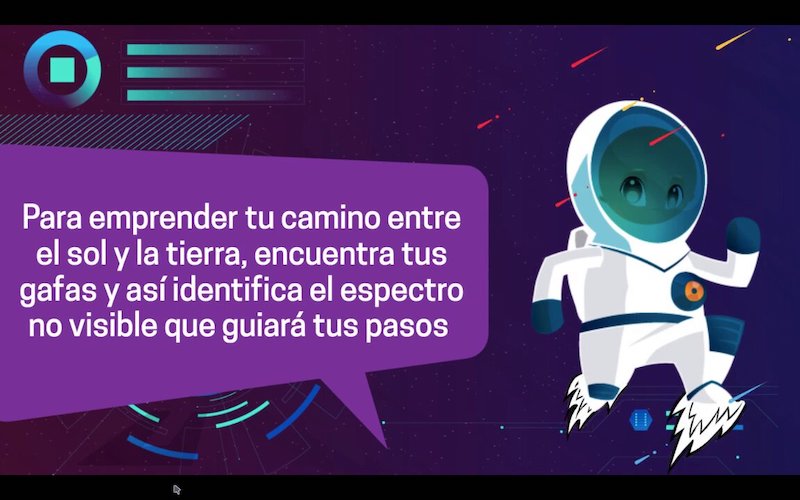 Para emprender tu camino entre
el sol y la tierra, encuentra tus
gafas y así identifica el espectro
no visible que guiará tus pasos